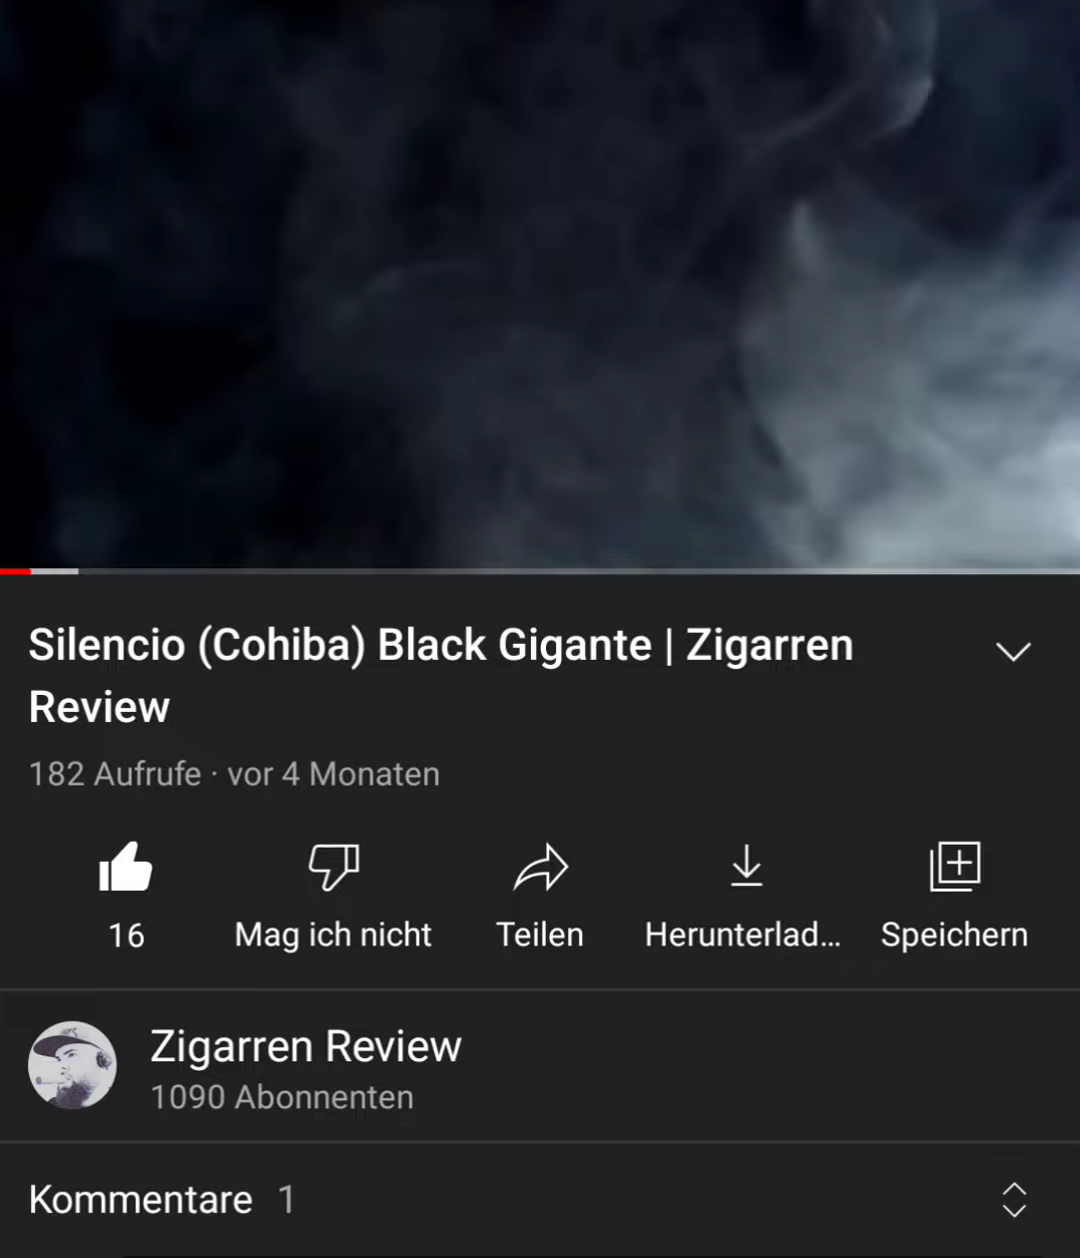 Silencio (Cohiba) Black Gigante | Zigarren
Review
182 Aufrufe · vor 4 Monaten
16
Mag ich nicht
Teilen
Herunterlad...
Speichern
Zigarren Review
1090 Abonnenten
Kommentare 1